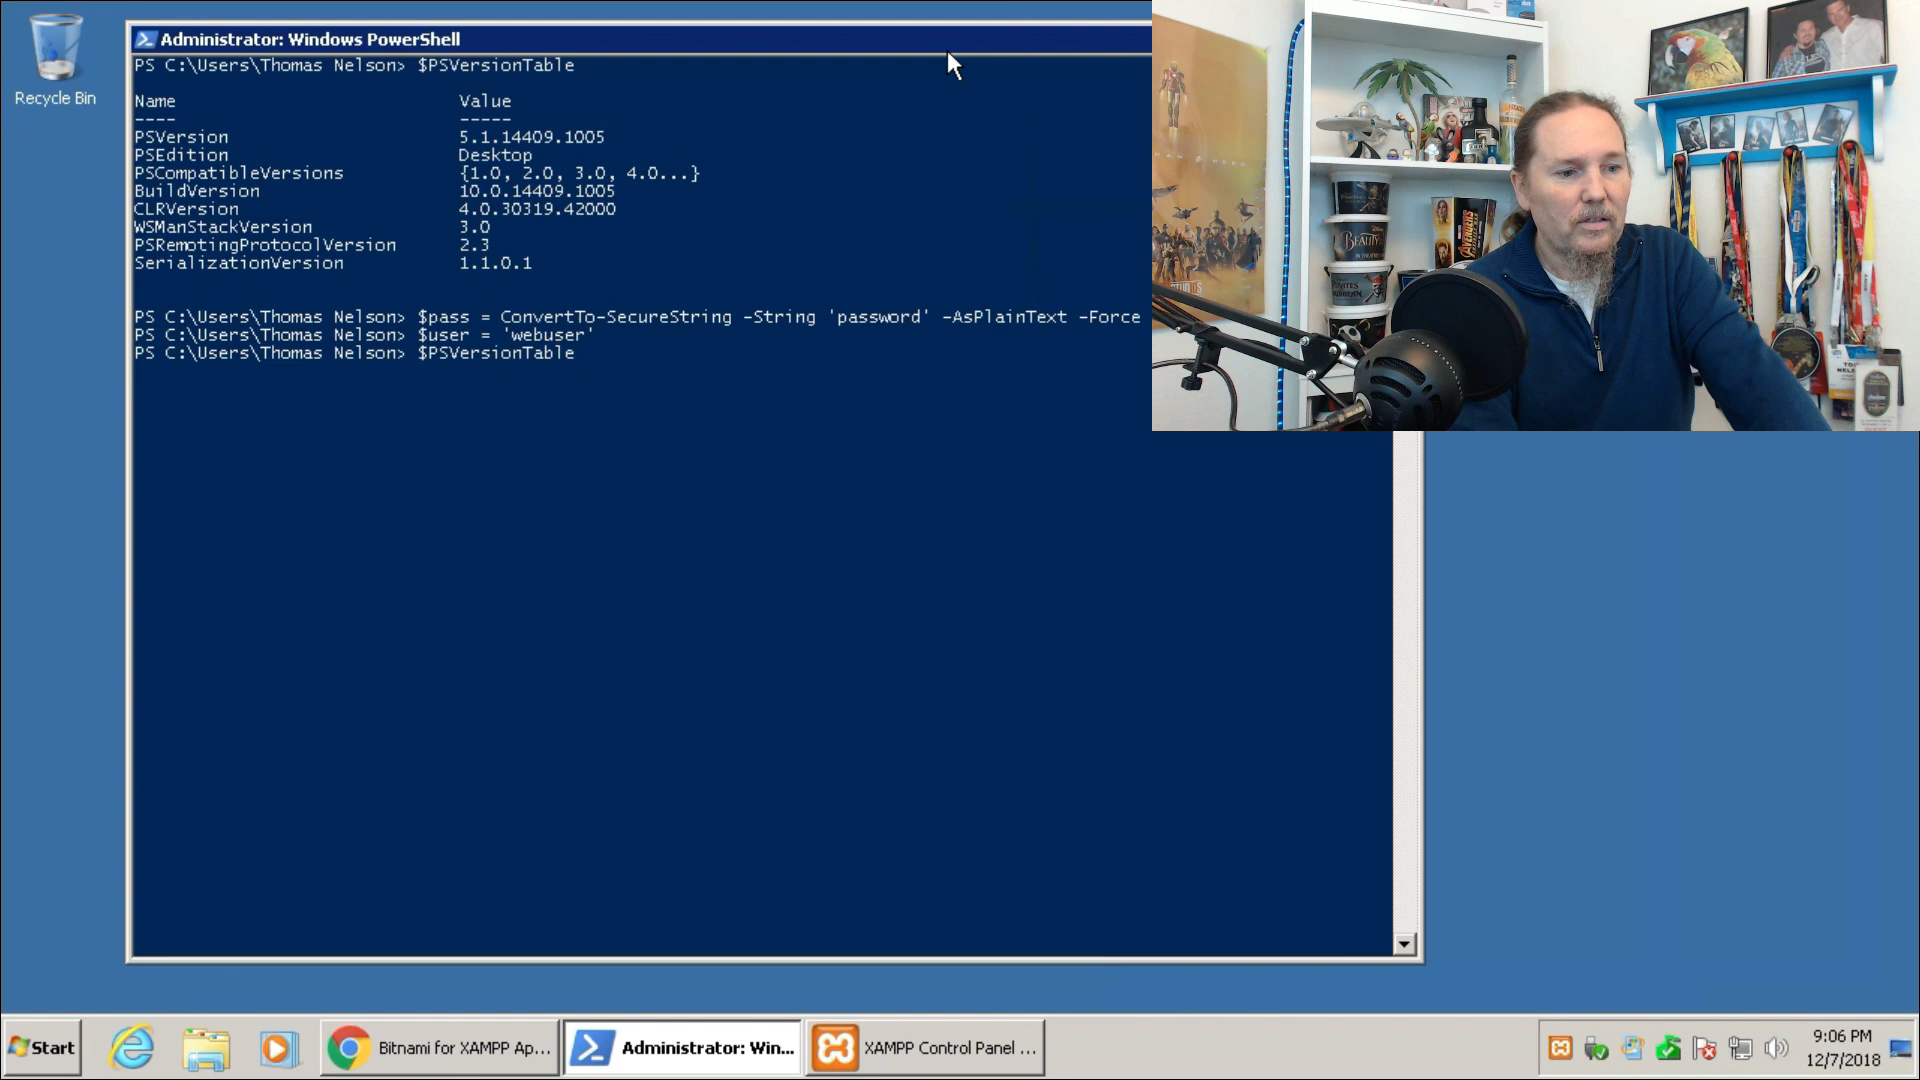 Administrator: Windows PowerShell
PS C:\Users\Thomas Nelson> $PSVersionTable
Recycle Bin
Name Value
---- -----
PSVersion 5.1.14409.1005
PSEdition Desktop
PSCompatibleVersions {1.0, 2.0, 3.0, 4.0...}
BuildVersion 10.0.14409.1005
CLRVersion 4.0.30319.42000
WSManStackVersion 3.0
PSRemotingProtocolVersion 2.3
SerializationVersion 1.1.0.1
PS C:\Users\Thomas Nelson> $pass = ConvertTo-SecureString -String 'password' -AsPlainText -Force
PS C:\Users\Thomas Nelson> $user = 'webuser'
PS C:\Users\Thomas Nelson> $PSVersionTable
BEAUTY
AVENGERS
Start
Bitnami for XAMPP Ap...
Administrator: Win...
XAMPP Control Panel ...
9:06 PM
12/7/2018